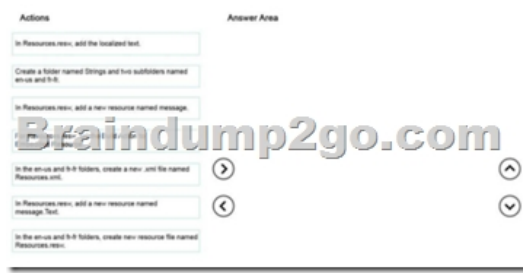 Actions
Answer Area
In Resources.resw, add the localized text.
Create a folder named Strings and two subfolders named
en-us and fr-fr.
In Resources.resw, add a new resource named message.
Braindump2go.com
In the en-us and fr-fr folders, create a new .xml file named
Resources.xml.
In Resources.resw, add a new resource named
message.Text.
In the en-us and fr-fr folders, create new resource file named
Resources.resw.